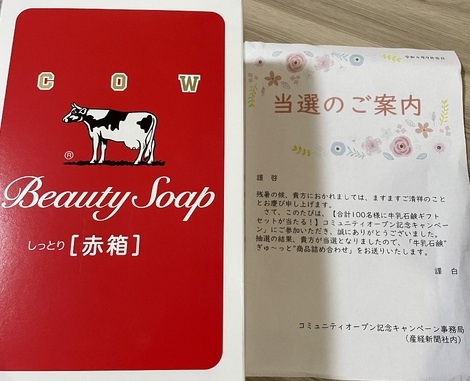 COW
®
Beauty Soap
しっとり [赤箱]
当選のご案内
謹 啓
残暑の候、貴方におかれましては、ますますご清祥のこと
とお慶び申し上げます。
さて、このたびは、【合計100名様に牛乳石鹸ギフト
セットが当たる！】コミュニティオープン記念キャンペー
ン」にご参加いただき、誠にありがとうございました。
抽選の結果、貴方が当選となりましたので、「牛乳石鹸"
ぎゅ〜っと"商品詰め合わせ」をお送りいたします。
謹 白
コミュニティオープン記念キャンペーン事務局
(産経新聞社内)